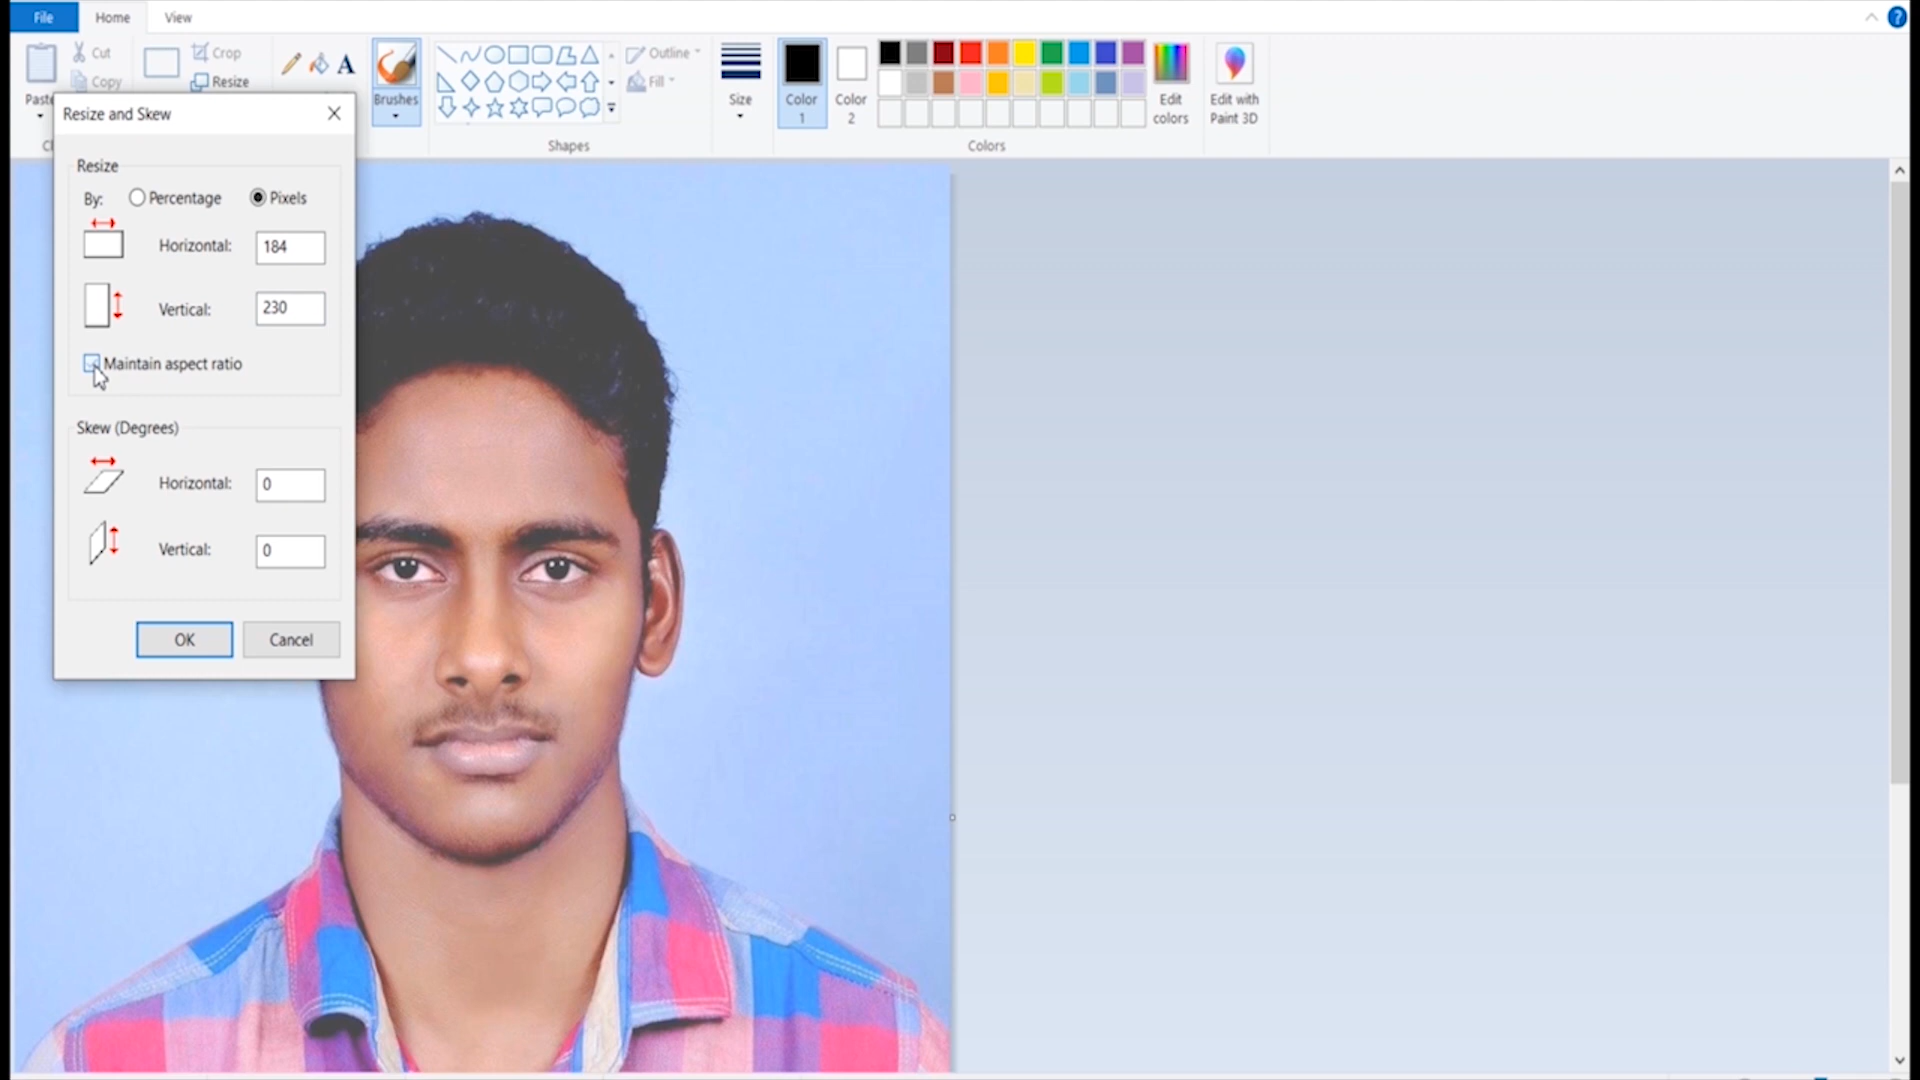 File Home View
Cut
Copy
Crop
Resize
A
Brushes
Outline
Fill
Size
Color
1
Color
2
Edit
colors
Edit with
Paint 3D
Shapes
Colors
Resize and Skew
Resize
By: Percentage Pixels
Horizontal: 184
Vertical: 230
Maintain aspect ratio
Skew (Degrees)
Horizontal: 0
Vertical: 0
OK Cancel